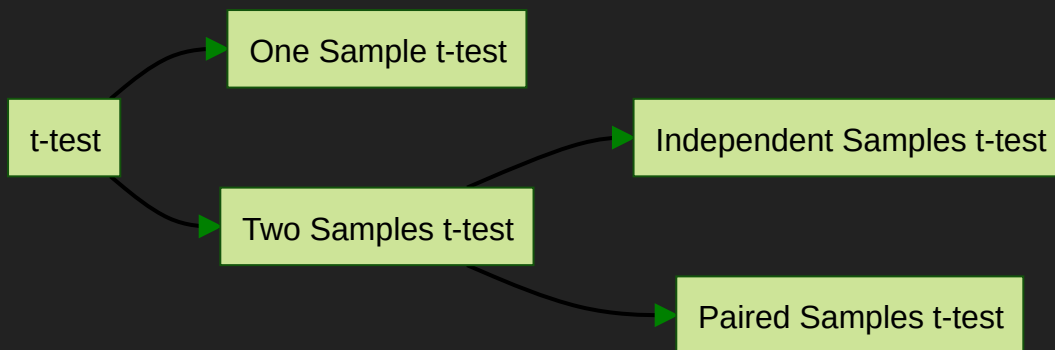 One Sample t-test
t-test
Independent Samples t-test
Two Samples t-test
Paired Samples t-test